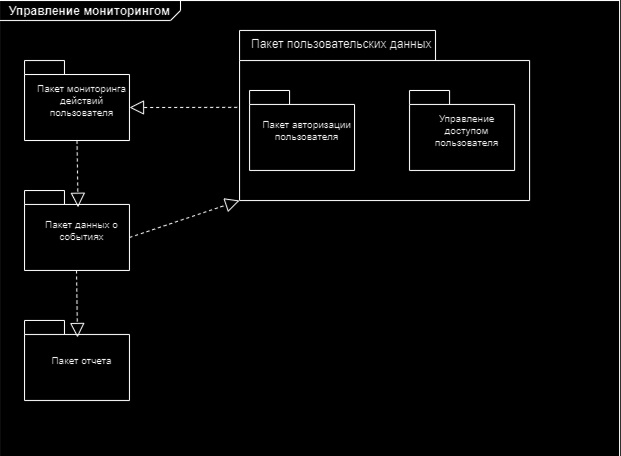 Управление мониторингом
Пакет пользовательских данных
Пакет мониторинга
действий
пользователя
Пакет авторизации
пользователя
Управление
доступом
пользователя
Пакет данных о
событиях
Пакет отчета